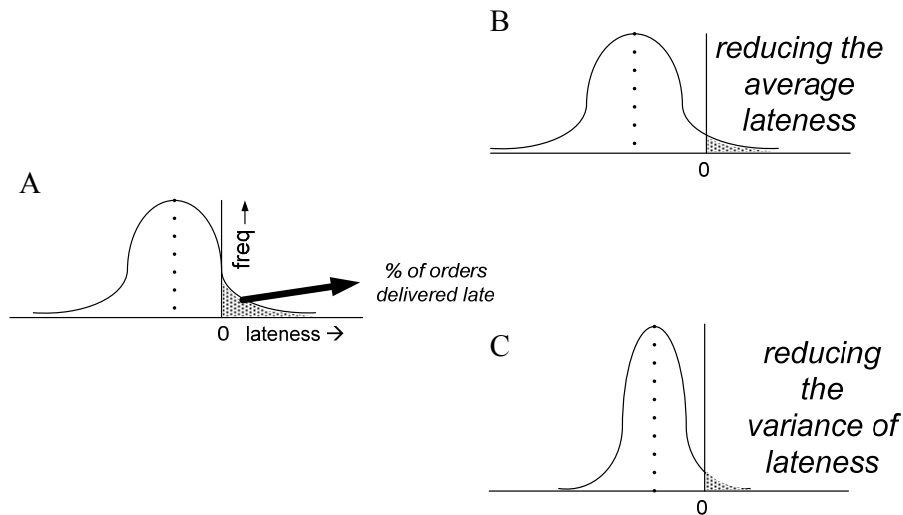 A
freq →
% of orders
delivered late
0 lateness →
B
reducing the
average
lateness
0
C
reducing
the
variance of
lateness
0